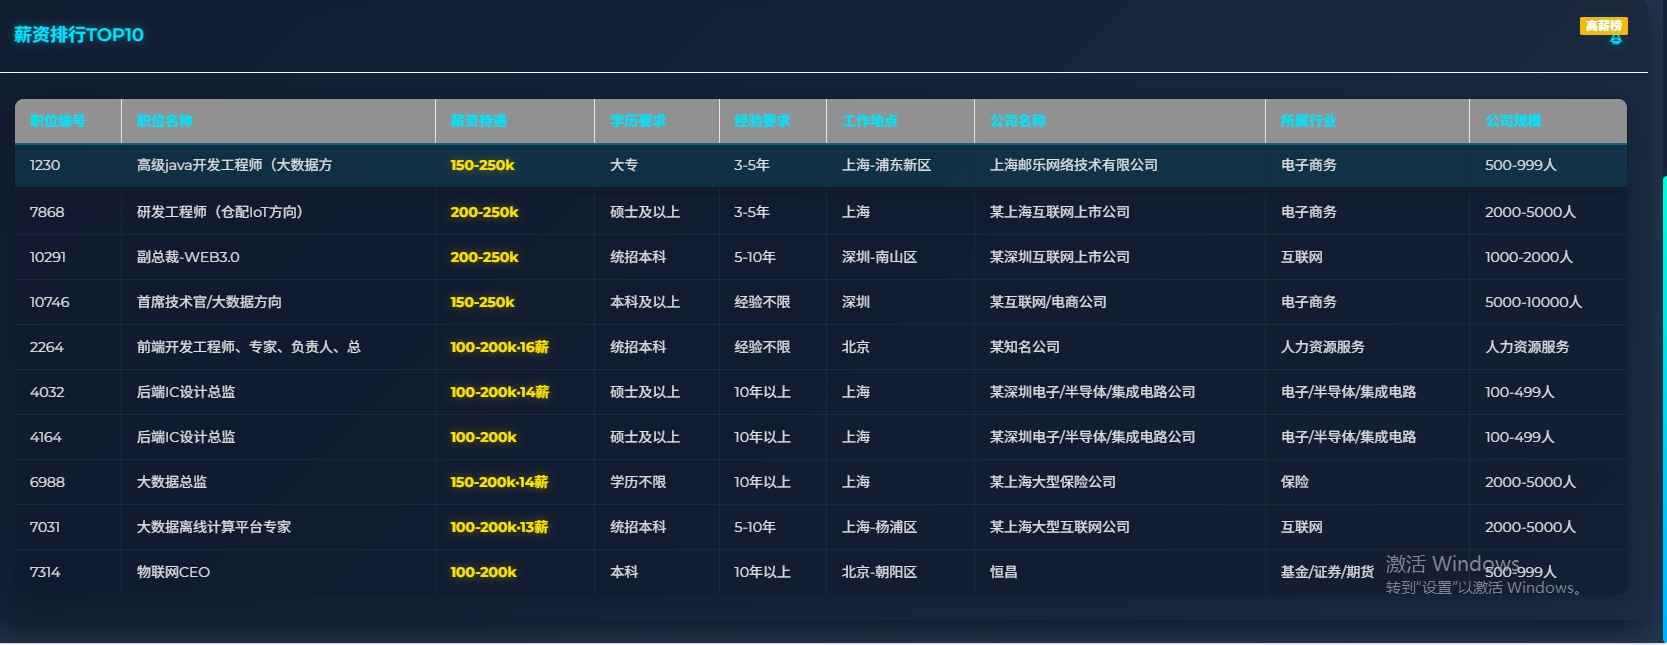 薪资排行TOP10
高薪榜
职位编号 职位名称 薪资待遇 学历要求 经验要求 工作地点 公司名称 所属行业 公司规模
1230 高级java开发工程师（大数据方 150-250k 大专 3-5年 上海-浦东新区 上海邮乐网络技术有限公司 电子商务 500-999人
7868 研发工程师（仓配IoT方向） 200-250k 硕士及以上 3-5年 上海 某上海互联网上市公司 电子商务 2000-5000人
10291 副总裁-WEB3.0 200-250k 统招本科 5-10年 深圳-南山区 某深圳互联网上市公司 互联网 1000-2000人
10746 首席技术官/大数据方向 150-250k 本科及以上 经验不限 深圳 某互联网/电商公司 电子商务 5000-10000人
2264 前端开发工程师、专家、负责人、总 100-200k·16薪 统招本科 经验不限 北京 某知名公司 人力资源服务 人力资源服务
4032 后端IC设计总监 100-200k·14薪 硕士及以上 10年以上 上海 某深圳电子/半导体/集成电路公司 电子/半导体/集成电路 100-499人
4164 后端IC设计总监 100-200k 硕士及以上 10年以上 上海 某深圳电子/半导体/集成电路公司 电子/半导体/集成电路 100-499人
6988 大数据总监 150-200k·14薪 学历不限 10年以上 上海 某上海大型保险公司 保险 2000-5000人
7031 大数据离线计算平台专家 100-200k·13薪 统招本科 5-10年 上海-杨浦区 某上海大型互联网公司 互联网 2000-5000人
7314 物联网CEO 100-200k 本科 10年以上 北京-朝阳区 恒昌 基金/证券/期货 500-999人
激活 Windows
转到“设置”以激活 Windows。